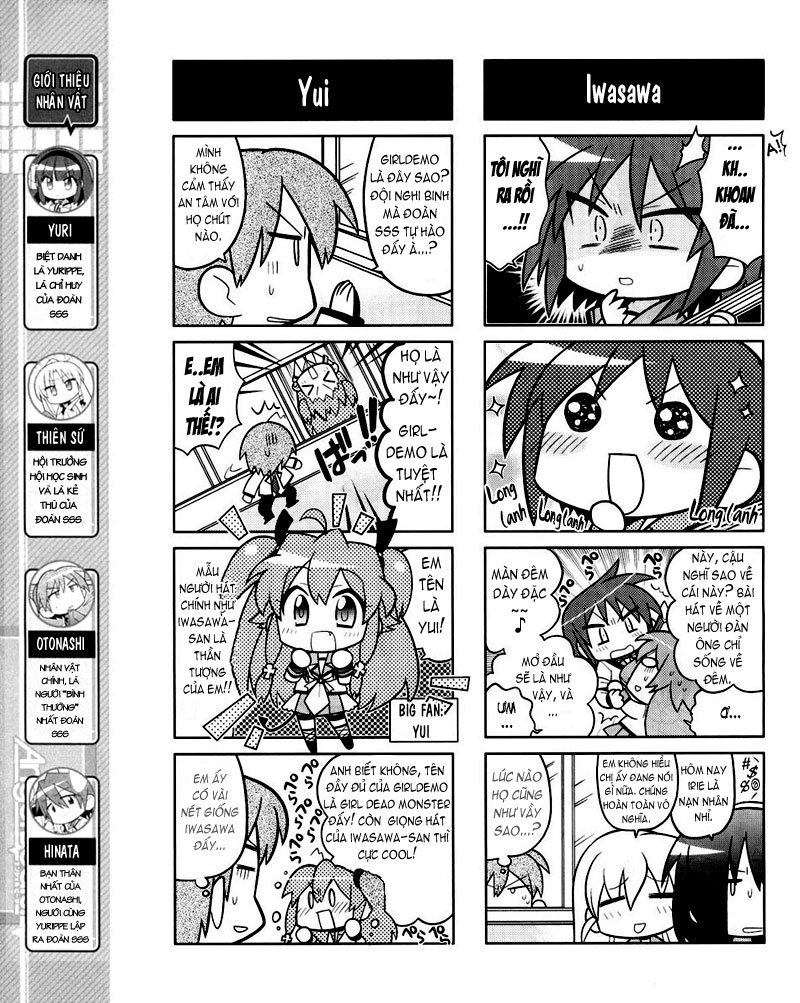 Iwasawa
...
KH..
KHOAN
ĐÃ...
A!?
TÔI NGHĨ
RA RỒI
....!!
LONG
LANH
LONG LANH
LONG LANH
NÀY, CẬU
NGHĨ SAO VỀ
CÁI NÀY? BÀI
HÁT VỀ MỘT
NGƯỜI ĐÀN
ÔNG CHỈ
SỐNG VỀ
ĐÊM.
MÀN ĐÊM
DÀY ĐẶC
~~
♪
MỞ ĐẦU
SẼ LÀ NHƯ
VẬY, VÀ ...
Ừm
...
Ơ...
#¿
$§
@!
HÔM NAY
IRIE LÀ
NẠN NHÂN
NHỈ.
EM KHÔNG HIỂU
CHỊ ẤY ĐANG NÓI
GÌ NỮA. CHÚNG
HOÀN TOÀN VÔ
NGHĨA.
LÚC NÀO
HỌ CŨNG
NHƯ VẦY
SAO...?
Yui
GIRLDEMO
LÀ ĐÂY SAO?
ĐỘI NGHI BINH
MÀ ĐOÀN
SSS TỰ HÀO
ĐẤY À....?
MÌNH
KHÔNG
CẢM THẤY
AN TÂM VỚI
HỌ CHÚT
NÀO.
HỌ LÀ
NHƯ VẬY
ĐẤY~!
GIRL-
DEMO LÀ
TUYỆT
NHẤT!!
E..EM
LÀ AI
THẾ!?
ばっ!!
EM
TÊN
LÀ
YUI!
MẪU
NGƯỜI HÁT
CHÍNH NHƯ
IWASAWA-
SAN LÀ
THẦN
TƯỢNG
CỦA EM!!
BIG FAN:
YUI
ANH BIẾT KHÔNG, TÊN
ĐẦY ĐỦ CỦA GIRLDEMO
LÀ GIRL DEAD MONSTER
ĐẤY! CÒN GIỌNG HÁT
CỦA IWASAWA-SAN THÌ
CỰC COOL!
EM ẤY
CÓ VÀI
NÉT GIỐNG
IWASAWA
ĐẤY...
GIỚI THIỆU
NHÂN VẬT
YURI
BIỆT DANH
LÀ YURIPPE,
LÀ CHỈ HUY
CỦA ĐOÀN
SSS
THIÊN SỨ
HỘI TRƯỞNG
HỘI HỌC SINH
VÀ LÀ KẺ
THÙ CỦA
ĐOÀN SSS
OTONASHI
NHÂN VẬT
CHÍNH, LÀ
NGƯỜI "BÌNH
THƯỜNG"
NHẤT ĐOÀN
SSS
HINATA
BẠN THÂN
NHẤT CỦA
OTONASHI,
NGƯỜI CÙNG
YURIPPE LẬP
RA ĐOÀN SSS